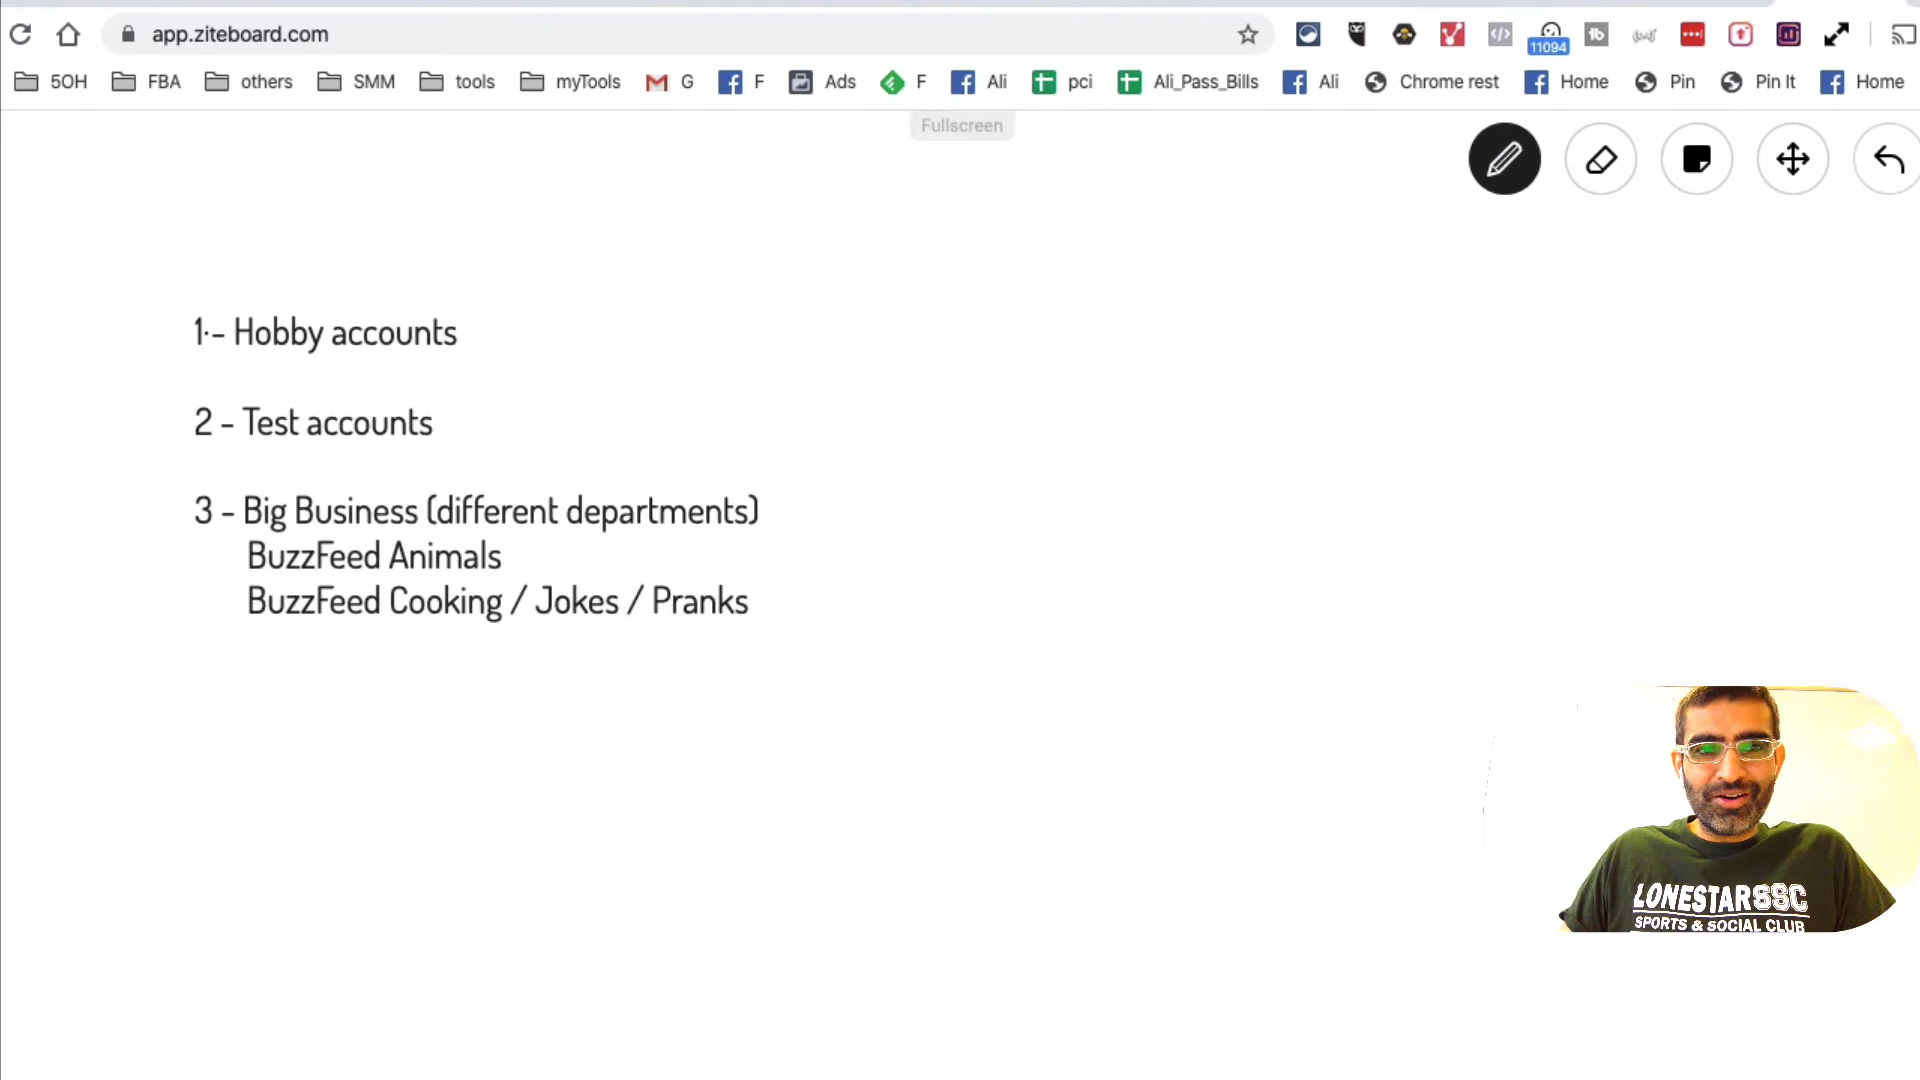 app.ziteboard.com
11094
5OH FBA others SMM tools myTools G F Ads F Ali pci Ali_Pass_Bills Ali Chrome rest Home Pin Pin It Home
Fullscreen
1·- Hobby accounts
2 - Test accounts
3 - Big Business (different departments)
BuzzFeed Animals
BuzzFeed Cooking / Jokes / Pranks
LONESTARSSC
SPORTS & SOCIAL CLUB